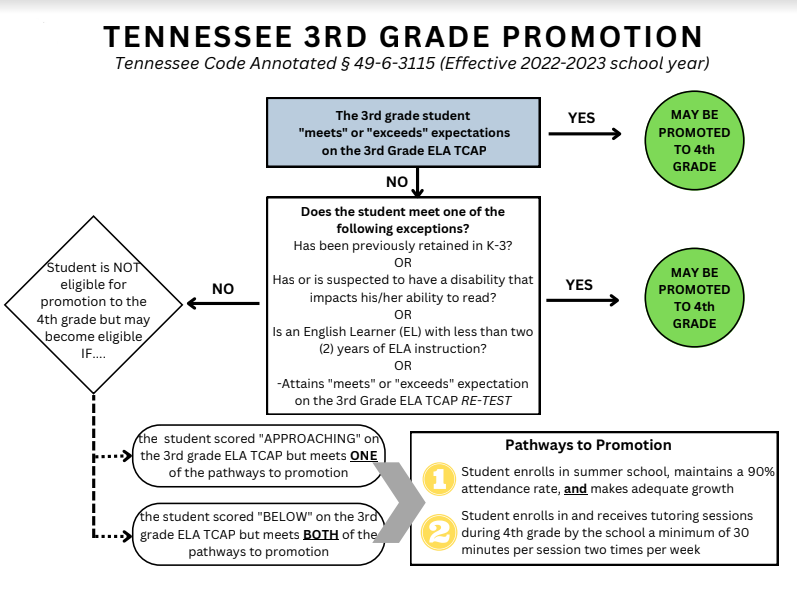 TENNESSEE 3RD GRADE PROMOTION
Tennessee Code Annotated § 49-6-3115 (Effective 2022-2023 school year)
The 3rd grade student
"meets" or "exceeds" expectations
on the 3rd Grade ELA TCAP
YES
MAY BE
PROMOTED
TO 4th
GRADE
NO
Does the student meet one of the
following exceptions?
Has been previously retained in K-3?
OR
Has or is suspected to have a disability that
impacts his/her ability to read?
OR
Is an English Learner (EL) with less than two
(2) years of ELA instruction?
OR
-Attains "meets" or "exceeds" expectation
on the 3rd Grade ELA TCAP RE-TEST
YES
MAY BE
PROMOTED
TO 4th
GRADE
NO
Student is NOT
eligible for
promotion to the
4th grade but may
become eligible
IF....
the student scored "APPROACHING" on
the 3rd grade ELA TCAP but meets ONE
of the pathways to promotion
the student scored "BELOW" on the 3rd
grade ELA TCAP but meets BOTH of the
pathways to promotion
Pathways to Promotion
1 Student enrolls in summer school, maintains a 90%
attendance rate, and makes adequate growth
2 Student enrolls in and receives tutoring sessions
during 4th grade by the school a minimum of 30
minutes per session two times per week